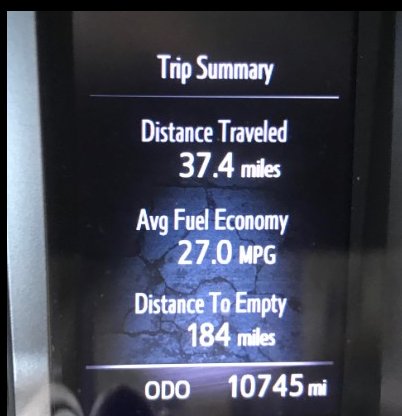 Trip Summary
Distance Traveled
37.4 miles
Avg Fuel Economy
27.0 MPG
Distance To Empty
184 miles
ODO 10745 mi